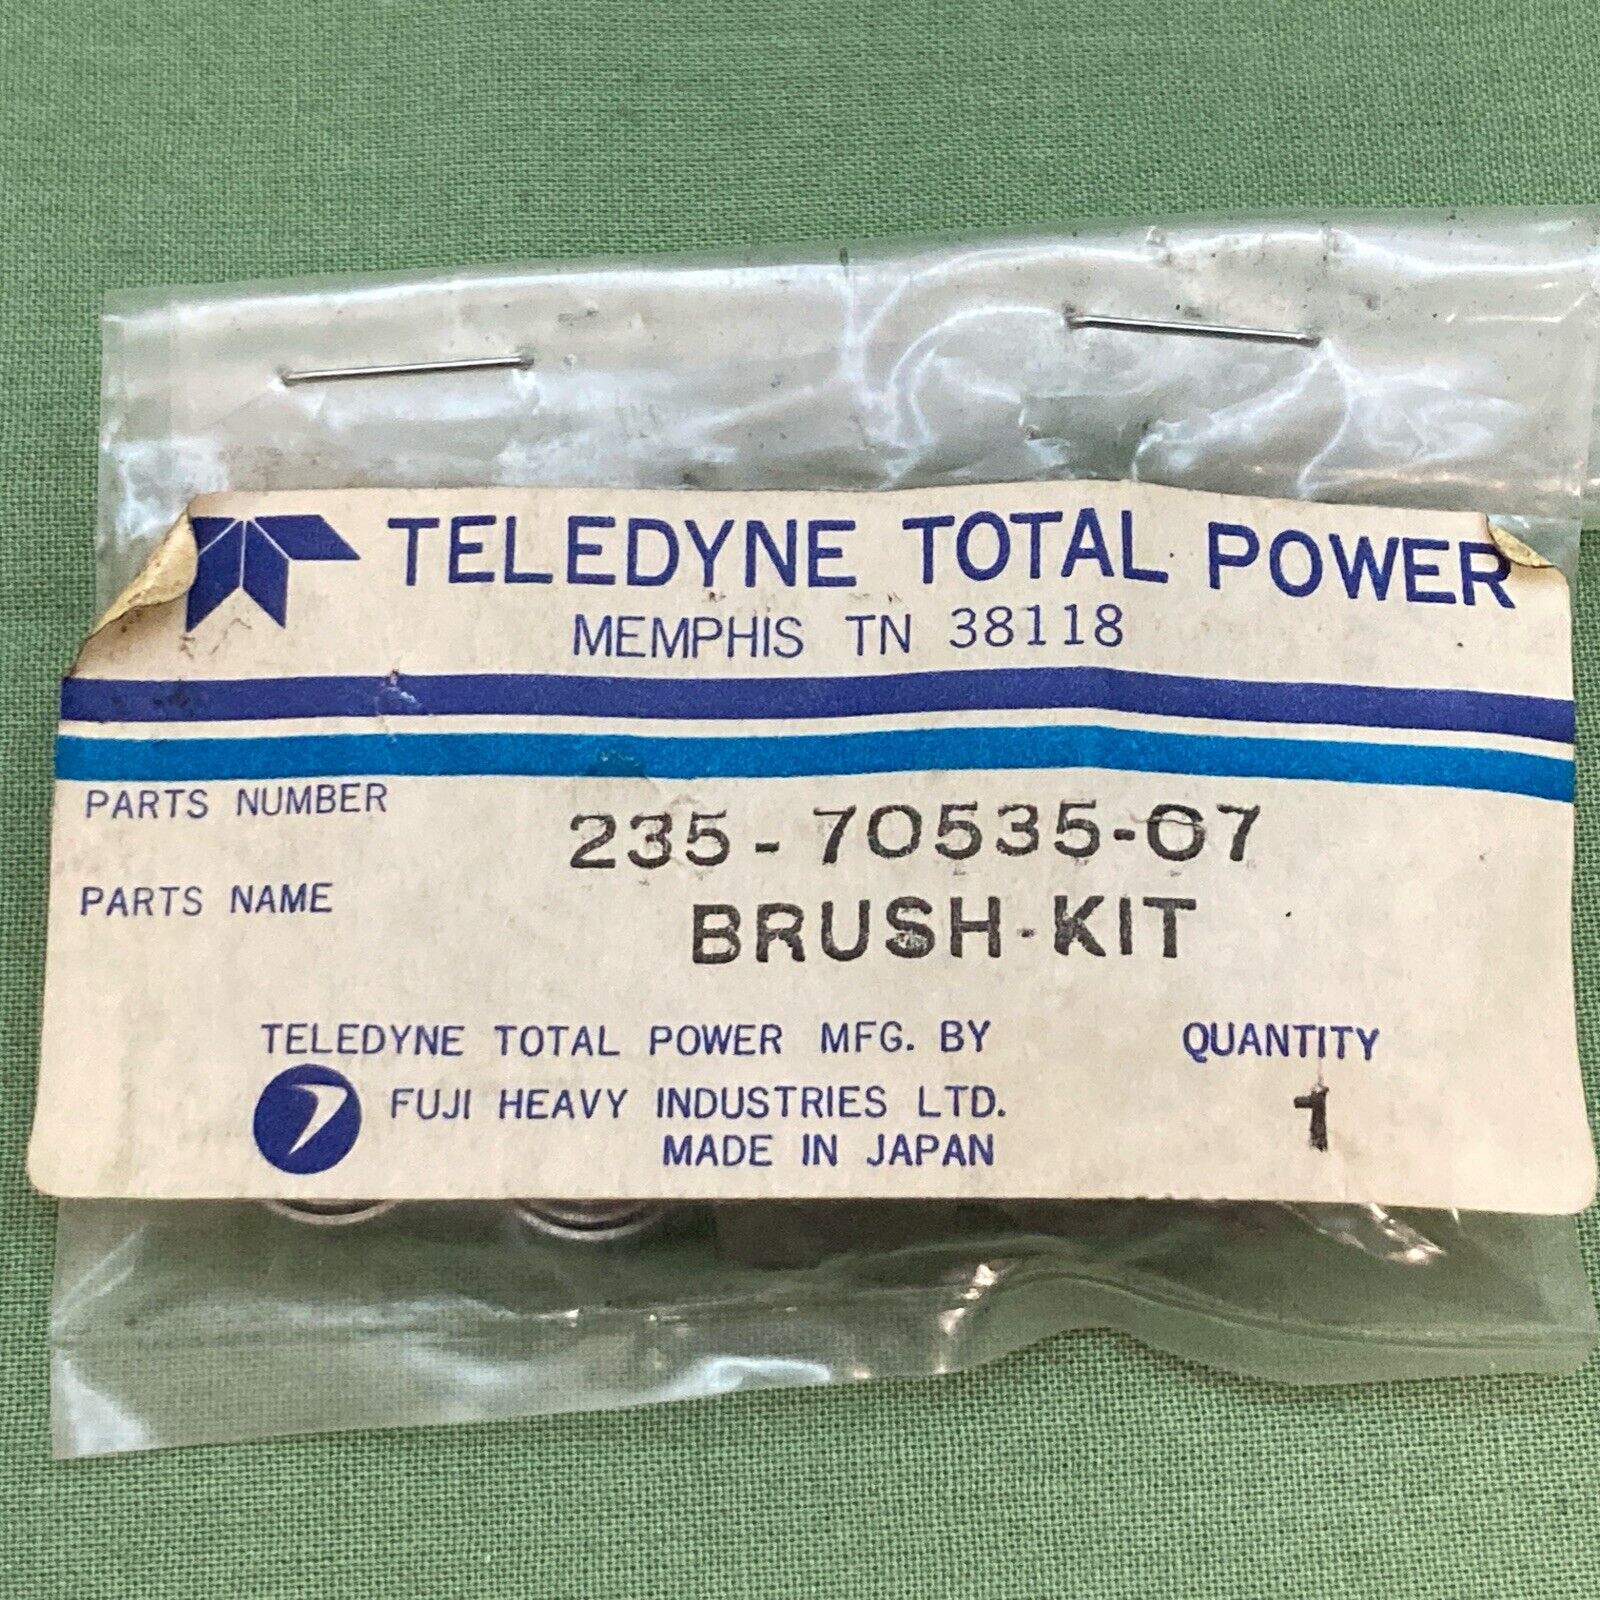 TELEDYNE TOTAL POWER
MEMPHIS TN 38118
PARTS NUMBER 235-70535-07
PARTS NAME BRUSH-KIT
TELEDYNE TOTAL POWER MFG. BY
FUJI HEAVY INDUSTRIES LTD.
MADE IN JAPAN
QUANTITY
1